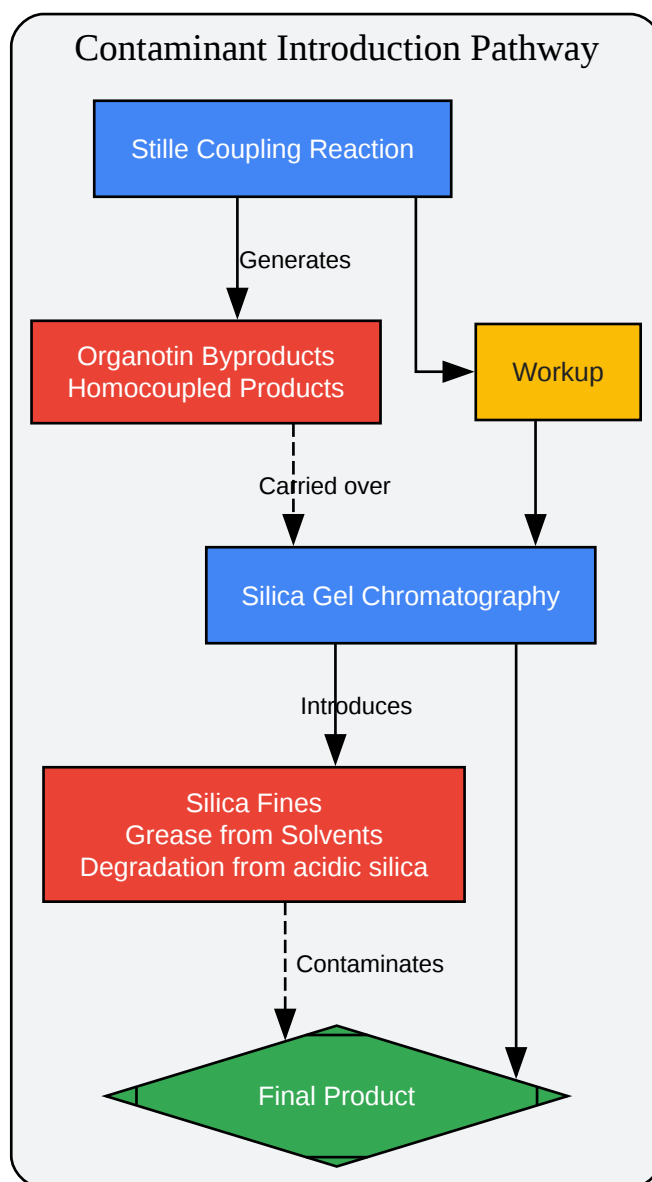 Contaminant Introduction Pathway
Stille Coupling Reaction
Generates
Organotin Byproducts
Homocoupled Products
Workup
Carried over
Silica Gel Chromatography
Introduces
Silica Fines
Grease from Solvents
Degradation from acidic silica
Contaminates
Final Product